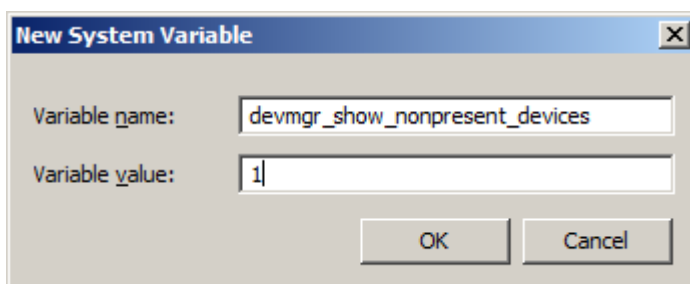 New System Variable
Variable name: devmgr_show_nonpresent_devices
Variable value: 1
OK Cancel